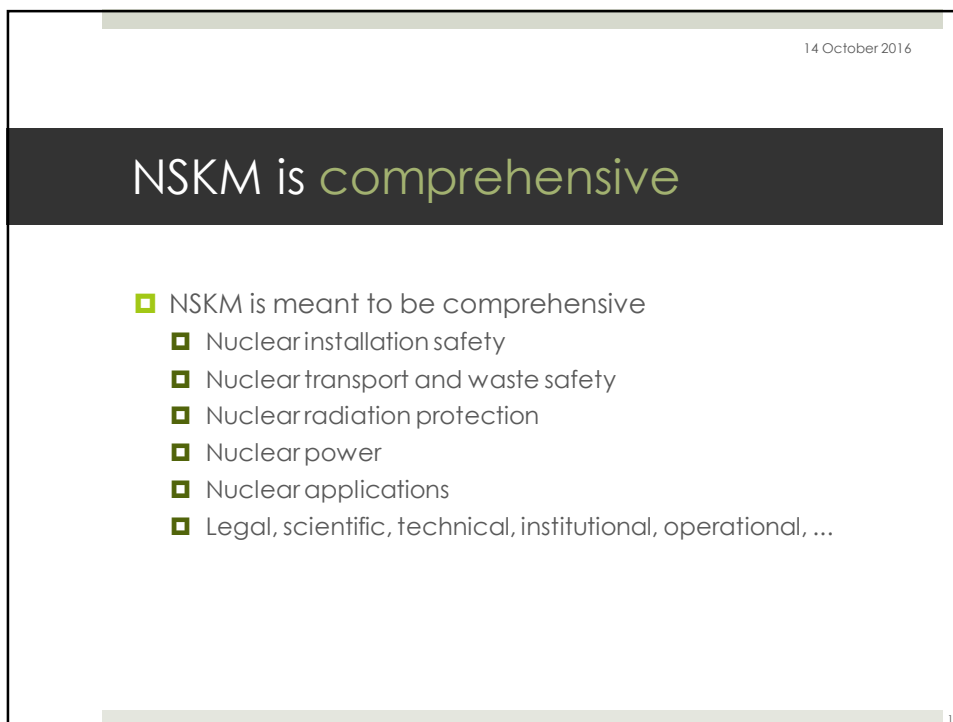 14 October 2016
NSKM is comprehensive
NSKM is meant to be comprehensive
Nuclear installation safety
Nuclear transport and waste safety
Nuclear radiation protection
Nuclear power
Nuclear applications
Legal, scientific, technical, institutional, operational, ...
1